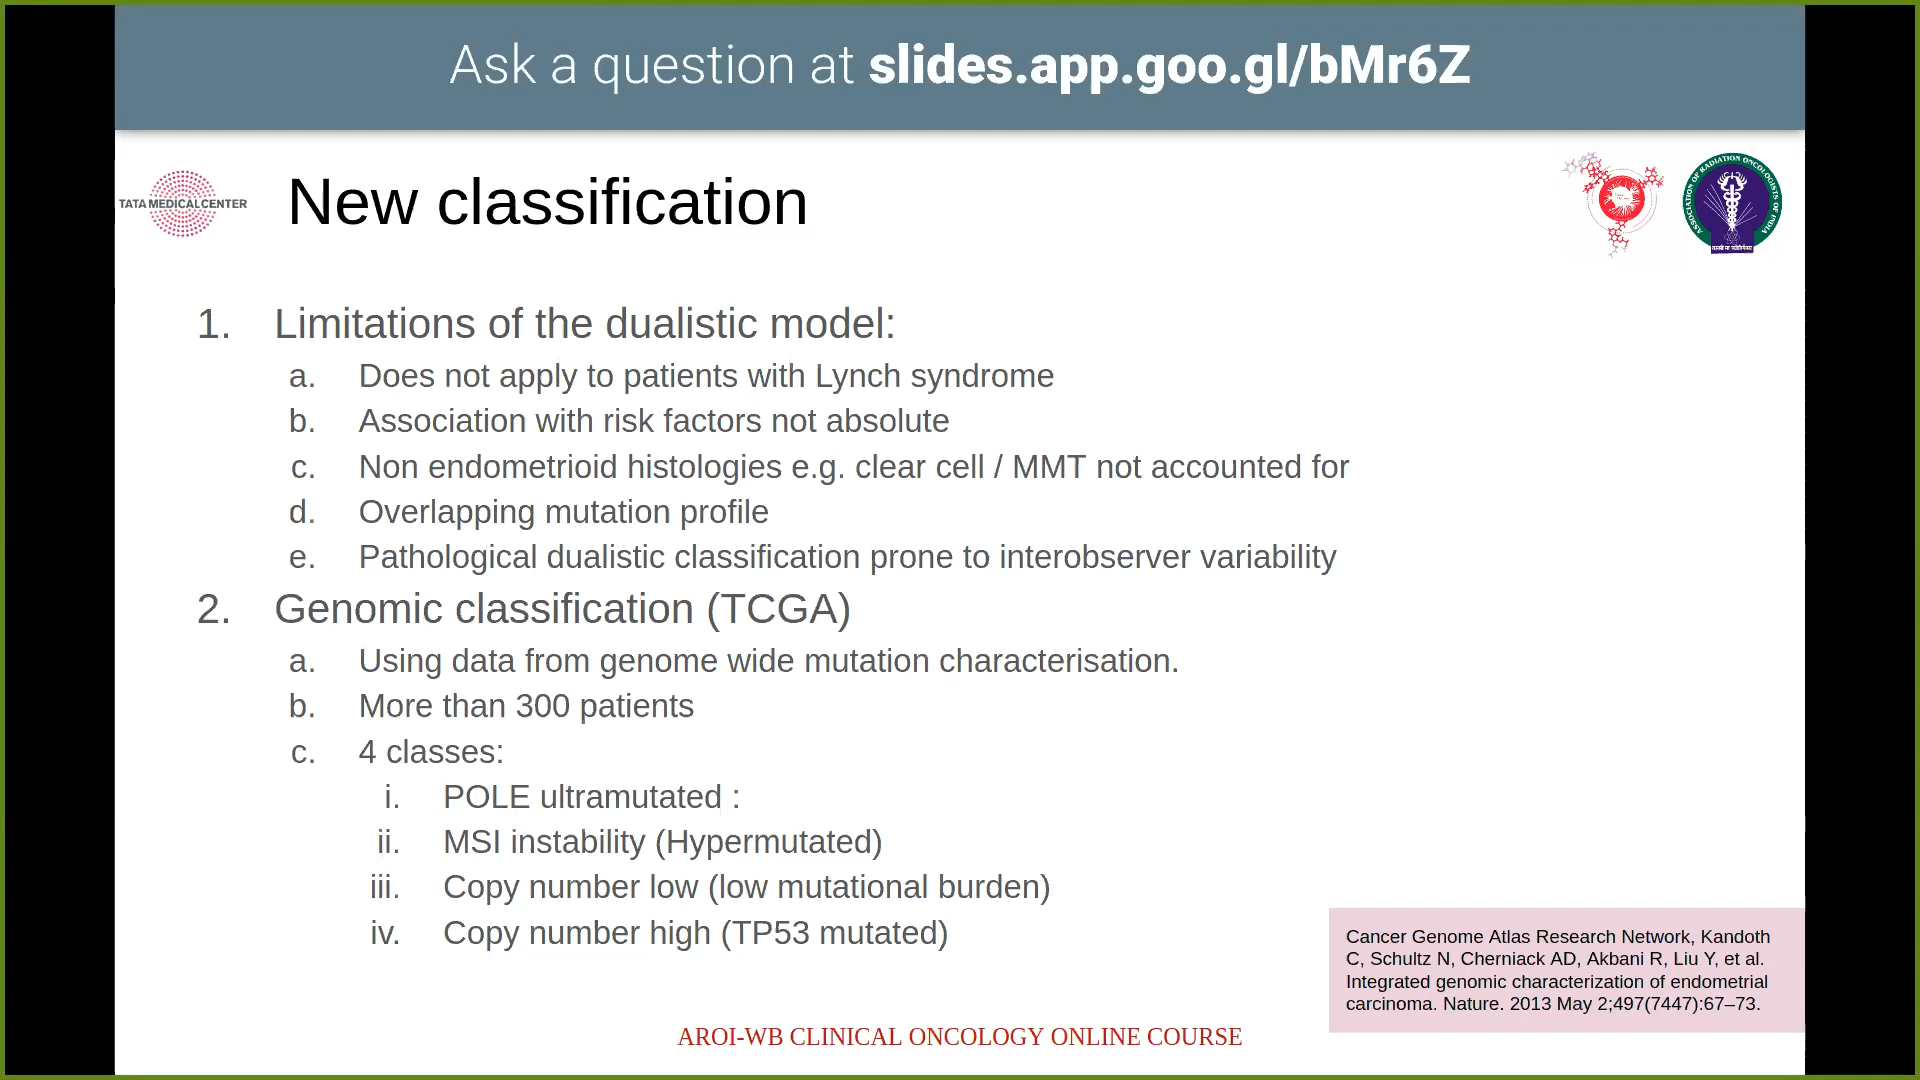 Ask a question at slides.app.goo.gl/bMr6Z
TATA MEDICAL CENTER
New classification
ASSOCIATION OF RADIATION ONCOLOGISTS OF INDIA
1. Limitations of the dualistic model:
a. Does not apply to patients with Lynch syndrome
b. Association with risk factors not absolute
c. Non endometrioid histologies e.g. clear cell / MMT not accounted for
d. Overlapping mutation profile
e. Pathological dualistic classification prone to interobserver variability
2. Genomic classification (TCGA)
a. Using data from genome wide mutation characterisation.
b. More than 300 patients
c. 4 classes:
i. POLE ultramutated :
ii. MSI instability (Hypermutated)
iii. Copy number low (low mutational burden)
iv. Copy number high (TP53 mutated)
Cancer Genome Atlas Research Network, Kandoth
C, Schultz N, Cherniack AD, Akbani R, Liu Y, et al.
Integrated genomic characterization of endometrial
carcinoma. Nature. 2013 May 2;497(7447):67–73.
AROI-WB CLINICAL ONCOLOGY ONLINE COURSE